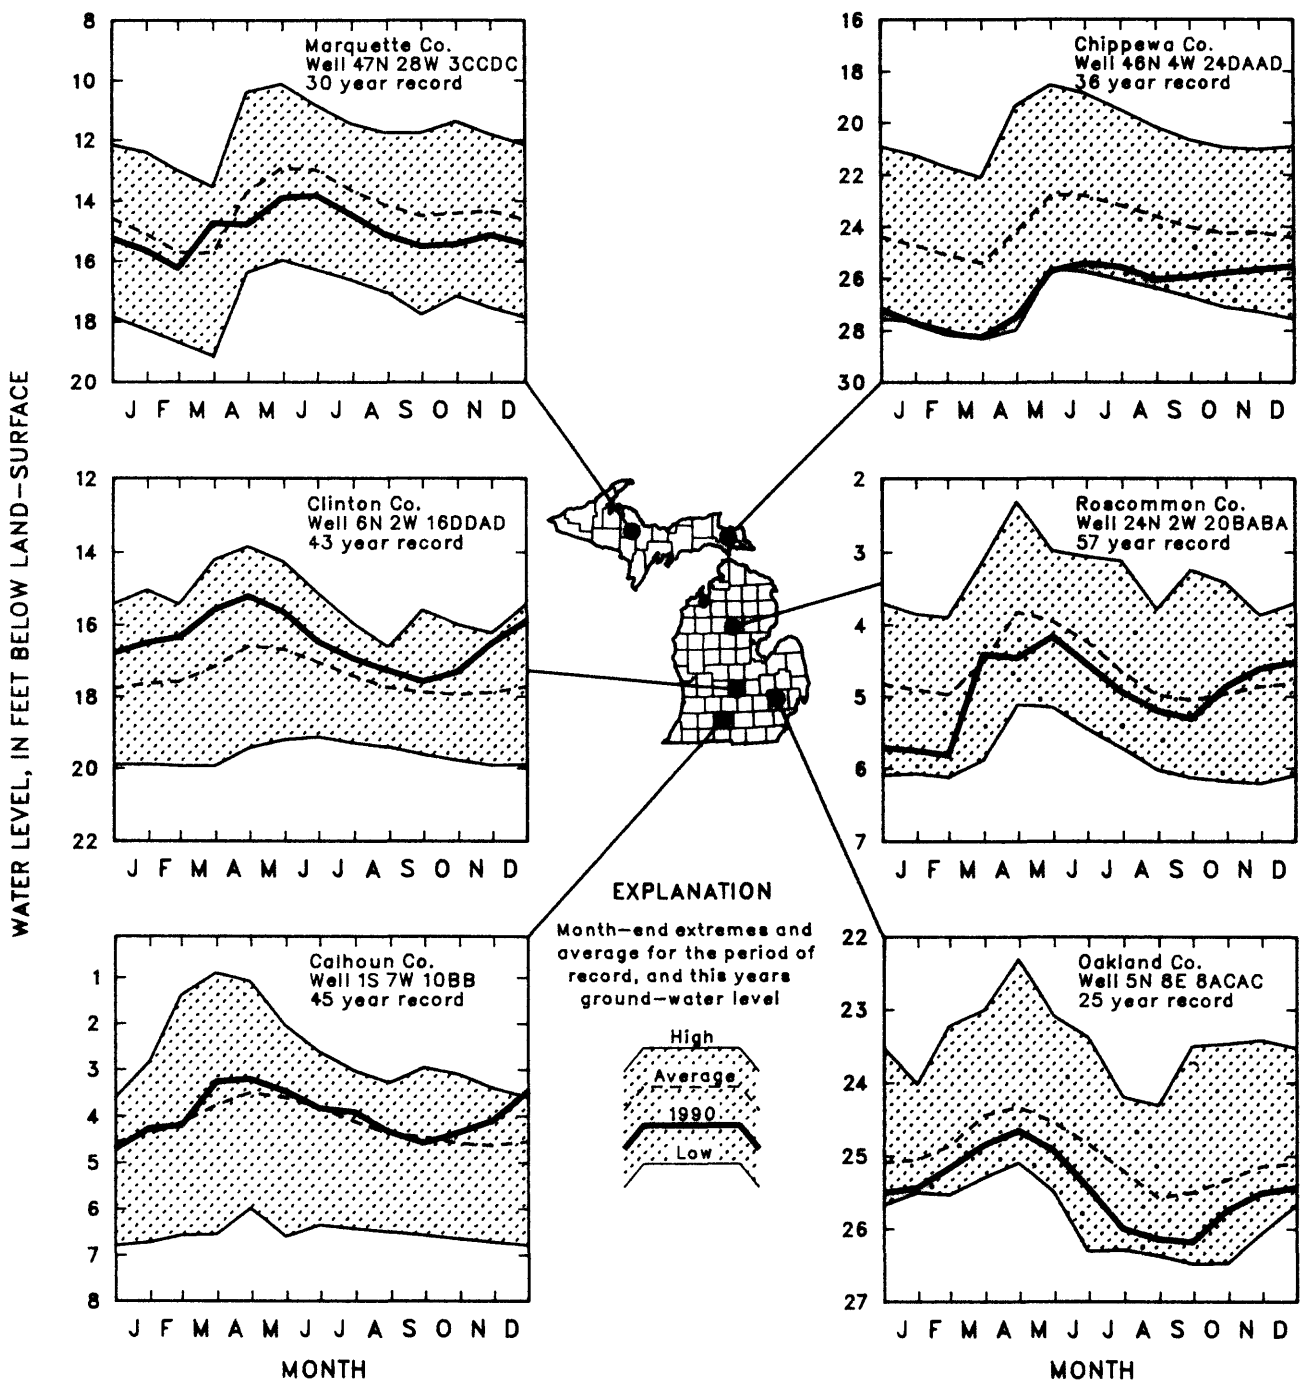 WATER LEVEL, IN FEET BELOW LAND-SURFACE
Marquette Co.
Well 47N 28W 3CCDC
30 year record
8
10
12
14
16
18
20
J F M A M J J A S O N D
Chippewa Co.
Well 46N 4W 24DAAD
36 year record
16
18
20
22
24
26
28
30
J F M A M J J A S O N D
Clinton Co.
Well 6N 2W 16DDAD
43 year record
12
14
16
18
20
22
J F M A M J J A S O N D
Roscommon Co.
Well 24N 2W 20BABA
57 year record
2
3
4
5
6
7
J F M A M J J A S O N D
Calhoun Co.
Well 1S 7W 10BB
45 year record
1
2
3
4
5
6
7
8
J F M A M J J A S O N D
MONTH
EXPLANATION
Month-end extremes and
average for the period of
record, and this years
ground-water level
High
Average
1990
Low
Oakland Co.
Well 5N 8E 8ACAC
25 year record
22
23
24
25
26
27
J F M A M J J A S O N D
MONTH